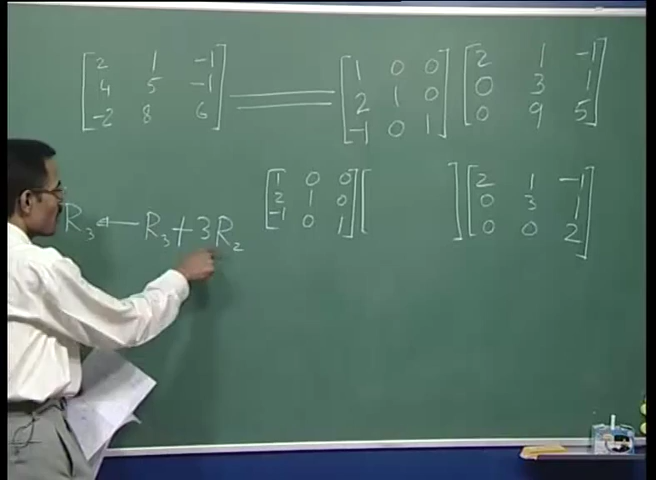 [2 1 -1] [1 0 0] [2 1 -1]
[4 5 -1] = [2 1 0] [0 3 1]
[-2 8 6] [-1 0 1] [0 9 5]
[1 0 0] [ ] [2 1 -1]
R₃ ← R₃ + 3R₂ [2 1 0] [ ] [0 3 1]
[-1 0 1] [ ] [0 0 2]